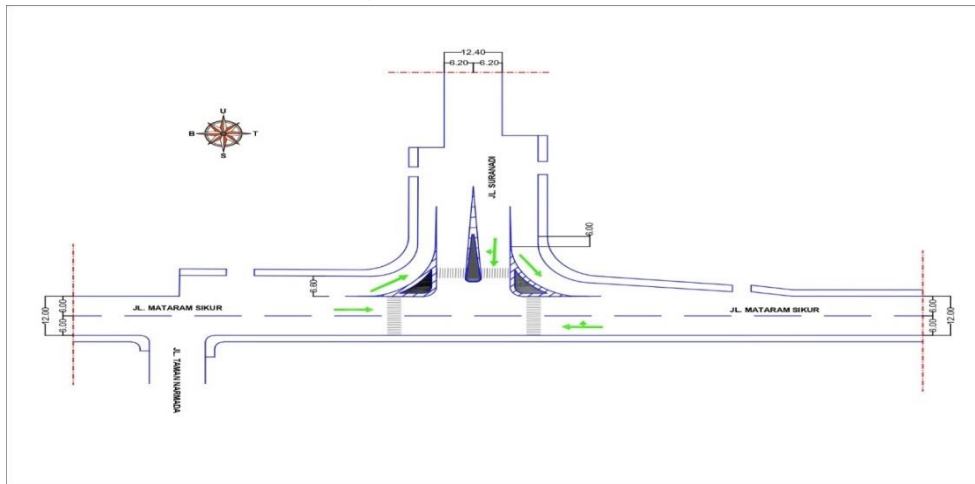 12.40
6.20 6.20
U
B T
S
JL SURANADI
6.00
6.60
JL. MATARAM SIKUR
JL. MATARAM SIKUR
12.00
6.00 6.00
6.00 6.00
12.00
JL. TAMAN NARMADA